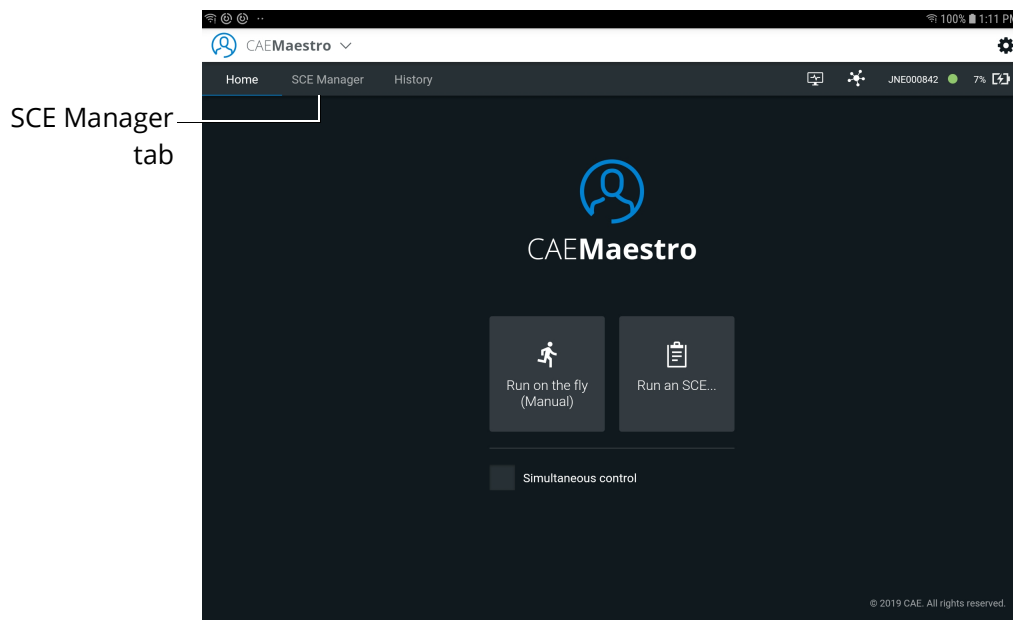 100% 1:11 PM
CAEMaestro
Home SCE Manager History JNE000842 7%
SCE Manager
tab
CAEMaestro
Run on the fly
(Manual)
Run an SCE...
Simultaneous control
© 2019 CAE. All rights reserved.